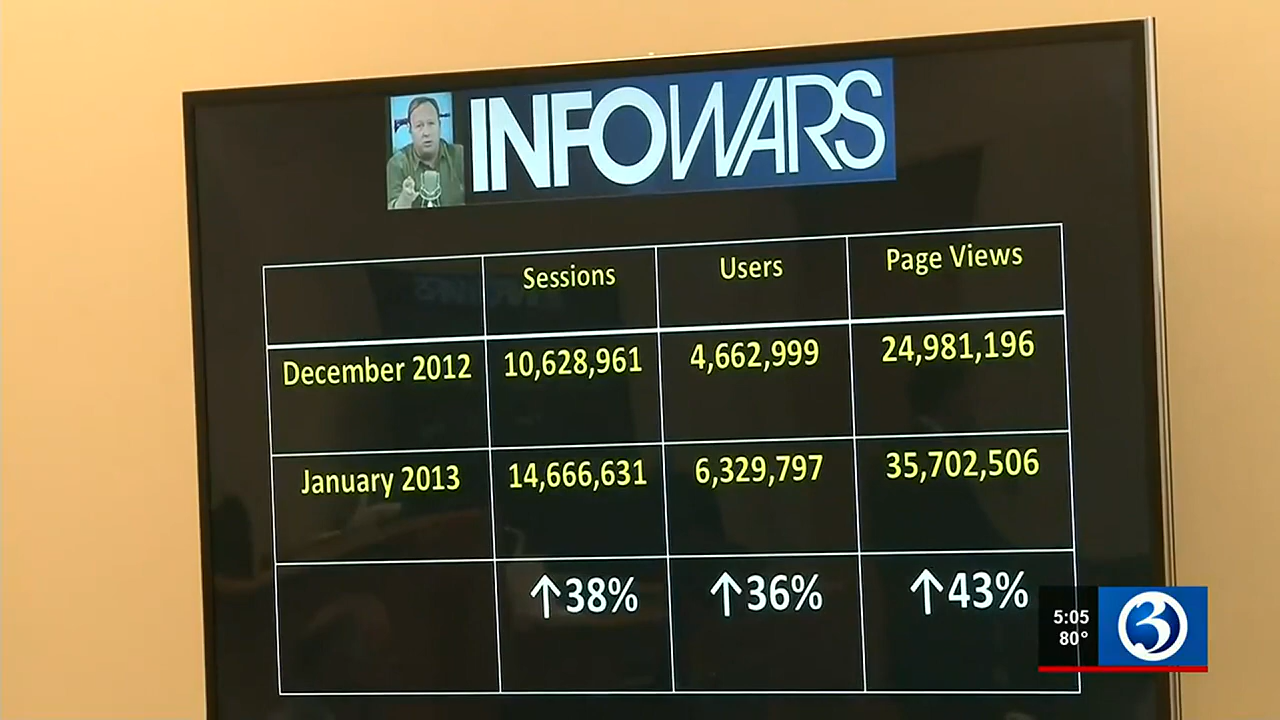 INFOWARS
Sessions Users Page Views
December 2012 10,628,961 4,662,999 24,981,196
January 2013 14,666,631 6,329,797 35,702,506
↑38% ↑36% ↑43%
5:05
80°
3